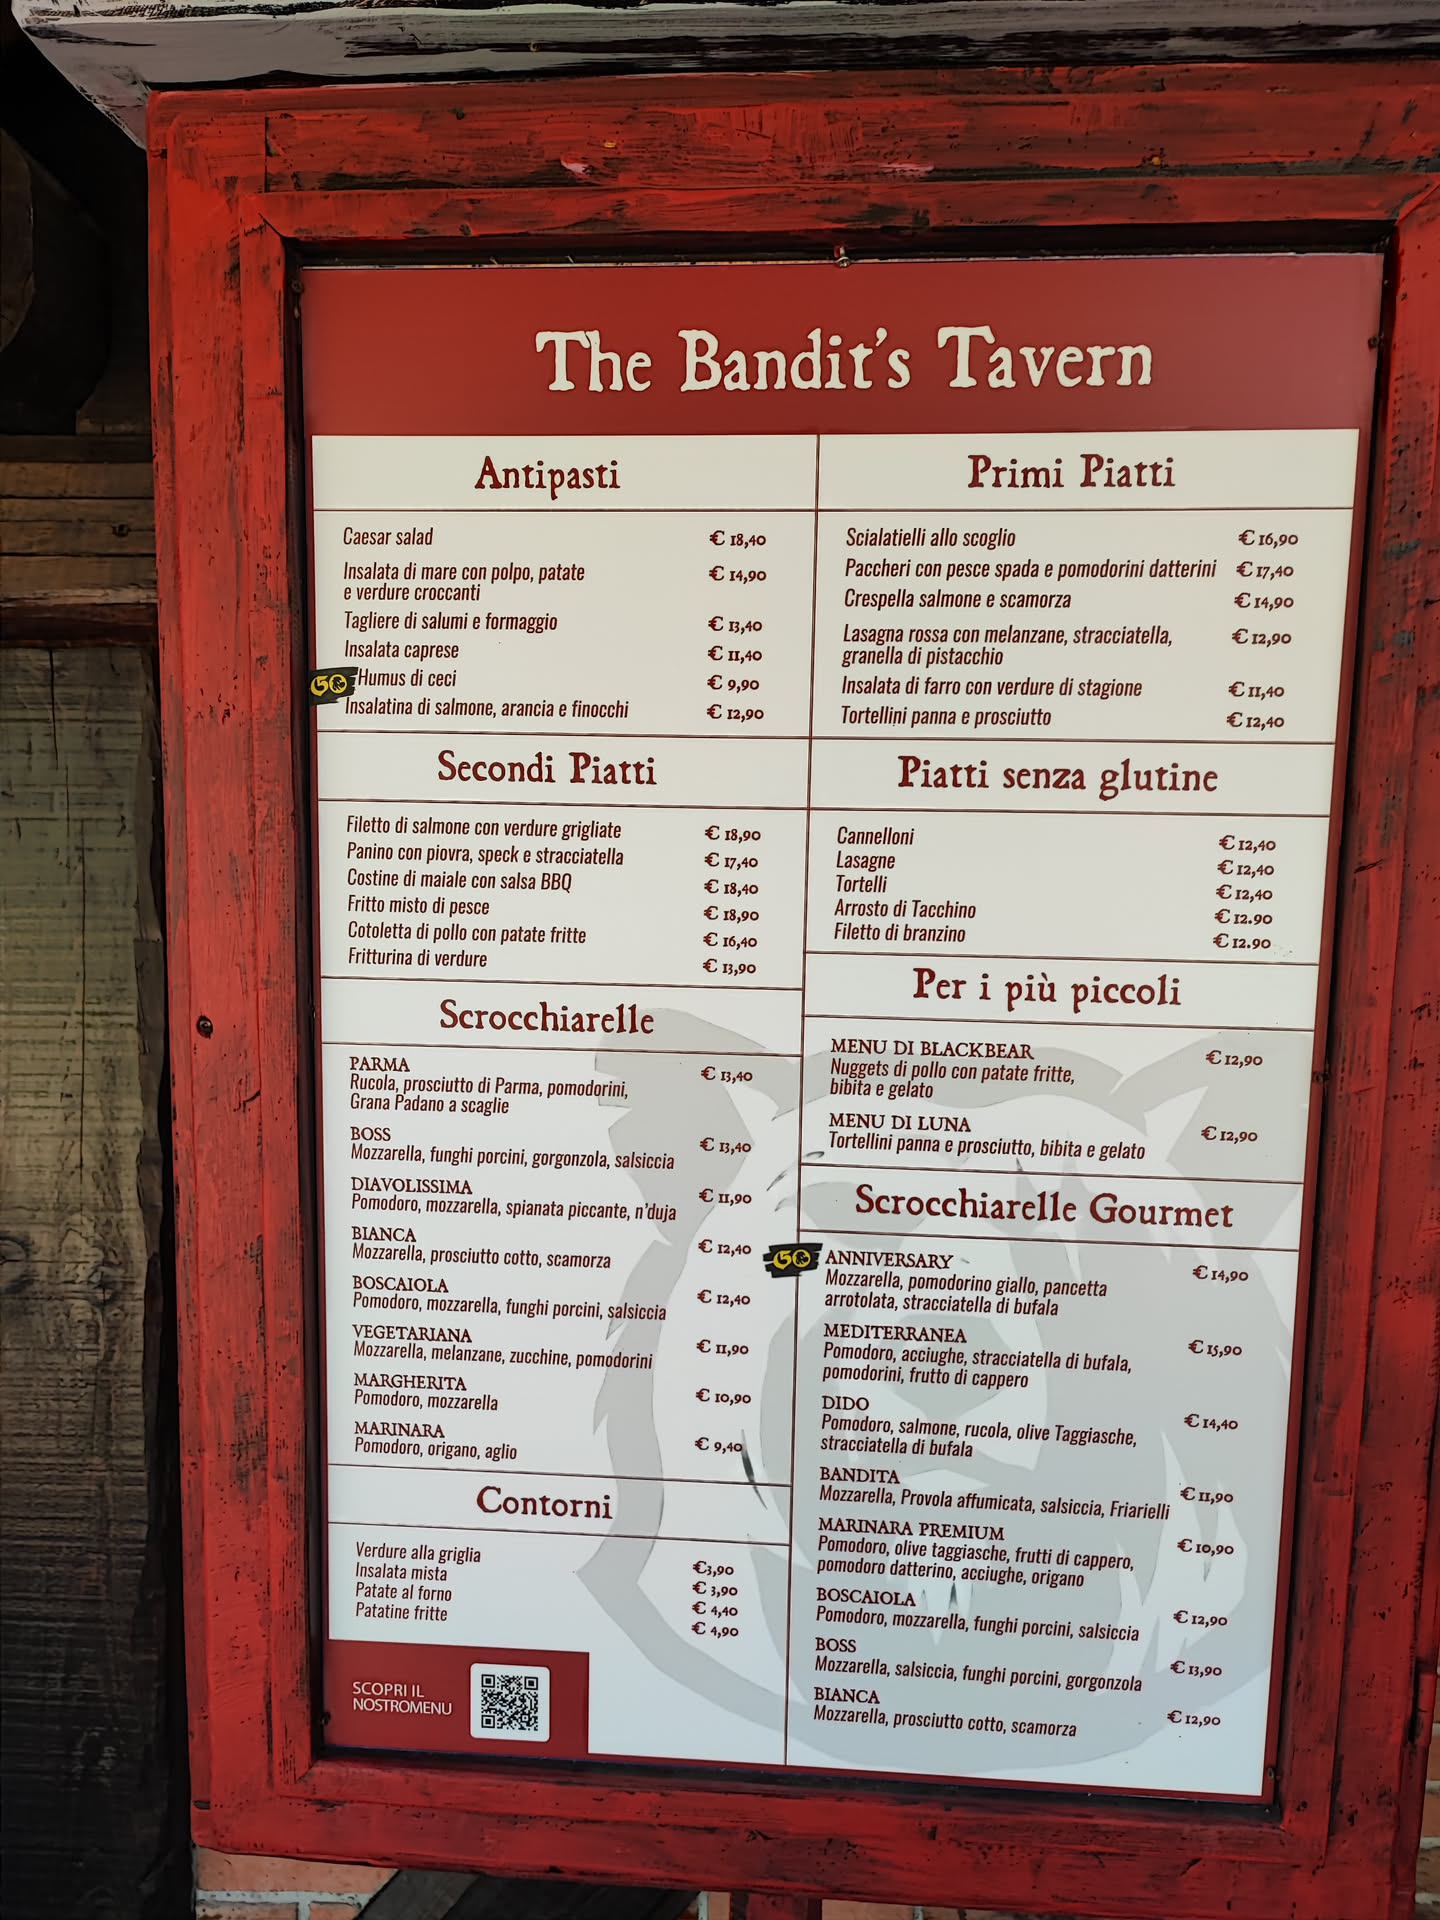 The Bandit's Tavern
Antipasti
Caesar salad € 18,40
Insalata di mare con polpo, patate € 14,90
e verdure croccanti
Tagliere di salumi e formaggio € 13,40
Insalata caprese € 11,40
50 Humus di ceci € 9,90
Insalatina di salmone, arancia e finocchi € 12,90
Primi Piatti
Scialatielli allo scoglio € 16,90
Paccheri con pesce spada e pomodorini datterini € 17,40
Crespella salmone e scamorza € 14,90
Lasagna rossa con melanzane, stracciatella, € 12,90
granella di pistacchio
Insalata di farro con verdure di stagione € 11,40
Tortellini panna e prosciutto € 12,40
Secondi Piatti
Filetto di salmone con verdure grigliate € 18,90
Panino con piovra, speck e stracciatella € 17,40
Costine di maiale con salsa BBQ € 18,40
Fritto misto di pesce € 18,90
Cotoletta di pollo con patate fritte € 16,40
Fritturina di verdure € 13,90
Piatti senza glutine
Cannelloni € 12,40
Lasagne € 12,40
Tortelli € 12,40
Arrosto di Tacchino € 12.90
Filetto di branzino € 12.90
Per i più piccoli
MENU DI BLACKBEAR € 12,90
Nuggets di pollo con patate fritte,
bibita e gelato
MENU DI LUNA € 12,90
Tortellini panna e prosciutto, bibita e gelato
Scrocchiarelle
PARMA € 13,40
Rucola, prosciutto di Parma, pomodorini,
Grana Padano a scaglie
BOSS € 13,40
Mozzarella, funghi porcini, gorgonzola, salsiccia
DIAVOLISSIMA € 11,90
Pomodoro, mozzarella, spianata piccante, n'duja
BIANCA € 12,40
Mozzarella, prosciutto cotto, scamorza
BOSCAIOLA € 12,40
Pomodoro, mozzarella, funghi porcini, salsiccia
VEGETARIANA € 11,90
Mozzarella, melanzane, zucchine, pomodorini
MARGHERITA € 10,90
Pomodoro, mozzarella
MARINARA € 9,40
Pomodoro, origano, aglio
Scrocchiarelle Gourmet
50 ANNIVERSARY € 14,90
Mozzarella, pomodorino giallo, pancetta
arrotolata, stracciatella di bufala
MEDITERRANEA € 15,90
Pomodoro, acciughe, stracciatella di bufala,
pomodorini, frutto di cappero
DIDO € 14,40
Pomodoro, salmone, rucola, olive Taggiasche,
stracciatella di bufala
BANDITA € 11,90
Mozzarella, Provola affumicata, salsiccia, Friarielli
MARINARA PREMIUM € 10,90
Pomodoro, olive taggiasche, frutti di cappero,
pomodoro datterino, acciughe, origano
BOSCAIOLA € 12,90
Pomodoro, mozzarella, funghi porcini, salsiccia
BOSS € 13,90
Mozzarella, salsiccia, funghi porcini, gorgonzola
BIANCA € 12,90
Mozzarella, prosciutto cotto, scamorza
Contorni
Verdure alla griglia €3,90
Insalata mista € 3,90
Patate al forno € 4,40
Patatine fritte € 4,90
SCOPRI IL
NOSTROMENU